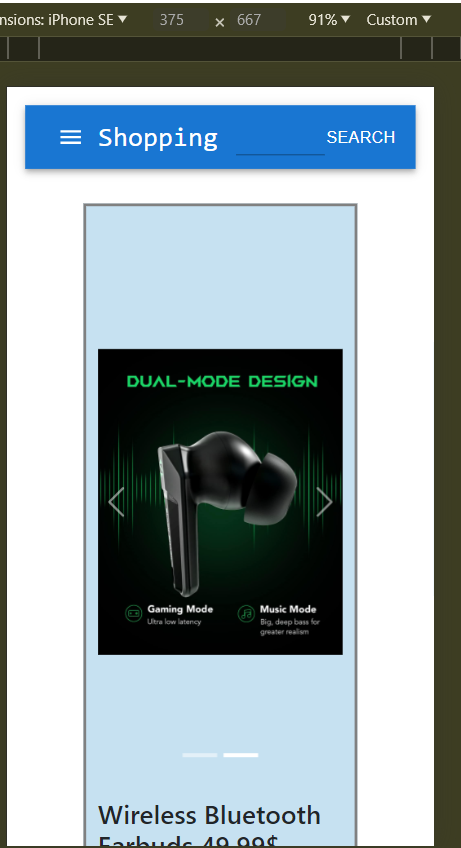 nsions: iPhone SE ▼ 375 × 667 91% ▼ Custom ▼
Shopping SEARCH
DUAL-MODE DESIGN
Gaming Mode
Ultra low latency
Music Mode
Big, deep bass for
greater realism
Wireless Bluetooth
Earbuds 49.99$